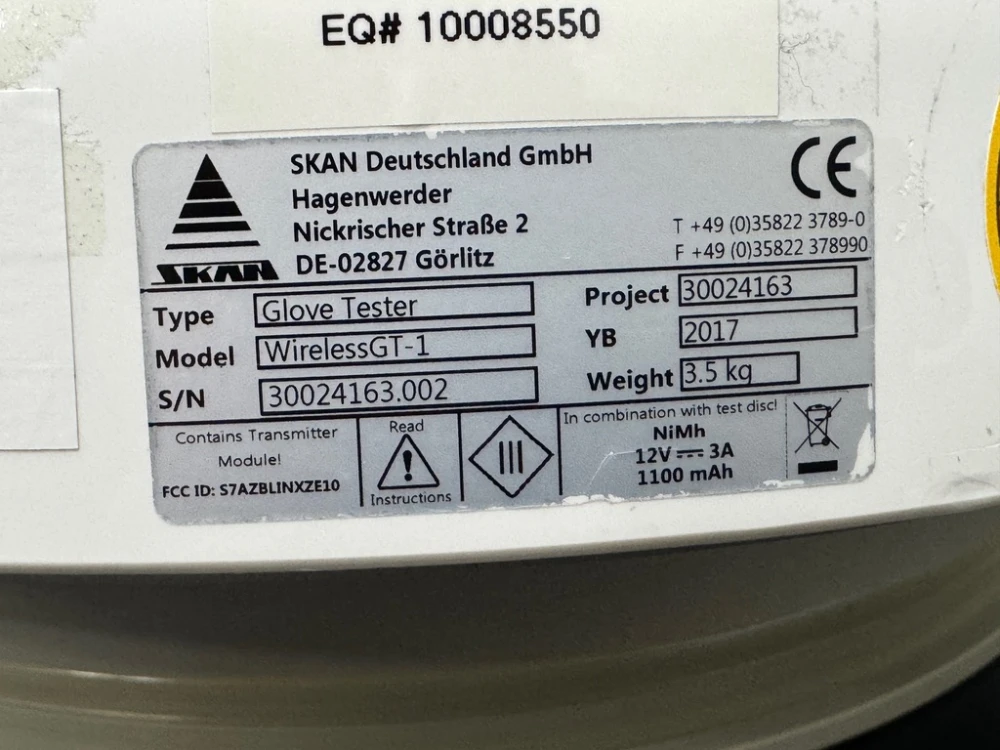 EQ# 10008550
SKAN Deutschland GmbH
Hagenwerder
Nickrischer Straße 2
DE-02827 Görlitz
SKAN
CE
T +49 (0)35822 3789-0
F +49 (0)35822 378990
Type Glove Tester
Model WirelessGT-1
S/N 30024163.002
Project 30024163
YB 2017
Weight 3.5 kg
Contains Transmitter
Module!
FCC ID: S7AZBLINXZE10
Read
Instructions
III
In combination with test disc!
NiMh
12V 3A
1100 mAh